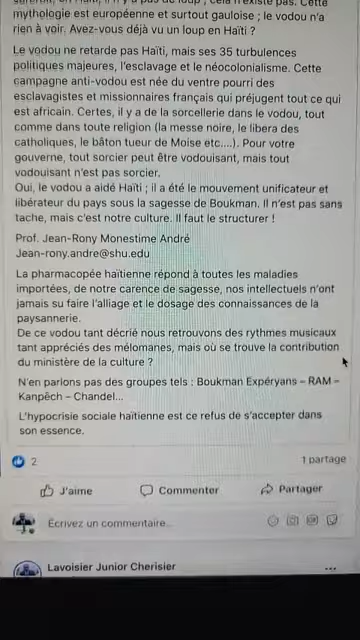 mythologie est européenne et surtout gauloise ; le vodou n'a
rien à voir. Avez-vous déjà vu un loup en Haïti ?
Le vodou ne retarde pas Haïti, mais ses 35 turbulences
politiques majeures, l'esclavage et le néocolonialisme. Cette
campagne anti-vodou est née du ventre pourri des
esclavagistes et missionnaires français qui préjugent tout ce qui
est africain. Certes, il y a de la sorcellerie dans le vodou, tout
comme dans toute religion (la messe noire, le libera des
catholiques, le bâton tueur de Moise etc....). Pour votre
gouverne, tout sorcier peut être vodouisant, mais tout
vodouisant n'est pas sorcier.
Oui, le vodou a aidé Haïti ; il a été le mouvement unificateur et
libérateur du pays sous la sagesse de Boukman. Il n'est pas sans
tache, mais c'est notre culture. Il faut le structurer !
Prof. Jean-Rony Monestime André
Jean-rony.andre@shu.edu
La pharmacopée haïtienne répond à toutes les maladies
importées, de notre carence de sagesse, nos intellectuels n'ont
jamais su faire l'alliage et le dosage des connaissances de la
paysannerie.
De ce vodou tant décrié nous retrouvons des rythmes musicaux
tant appréciés des mélomanes, mais où se trouve la contribution
du ministère de la culture ?
N'en parlons pas des groupes tels : Boukman Expéryans – RAM –
Kanpèch – Chandel...
L'hypocrisie sociale haïtienne est ce refus de s'accepter dans
son essence.
2
1 partage
J'aime
Commenter
Partager
Écrivez un commentaire...
Lavoisier Junior Cherisier